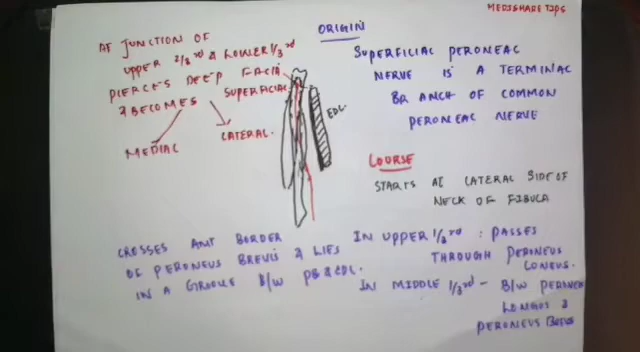 MEDSHARE TIPS
ORIGIN
SUPERFICIAL PERONEAL
NERVE IS A TERMINAL
BRANCH OF COMMON
PERONEAL NERVE
COURSE
STARTS AT LATERAL SIDE OF
NECK OF FIBULA
IN UPPER 1/3rd : PASSES
THROUGH PERONEUS
LONGUS.
IN MIDDLE 1/3rd - B/W PERONEUS
LONGUS &
PERONEUS BREVIS
CROSSES ANT BORDER
OF PERONEUS BREVIS & LIES
IN A GROOVE B/W PB & EDL.
AT JUNCTION OF
UPPER 2/3rd & LOWER 1/3rd
PIERCES DEEP FACIA
& BECOMES SUPERFICIAL
MEDIAL
LATERAL.
EDL